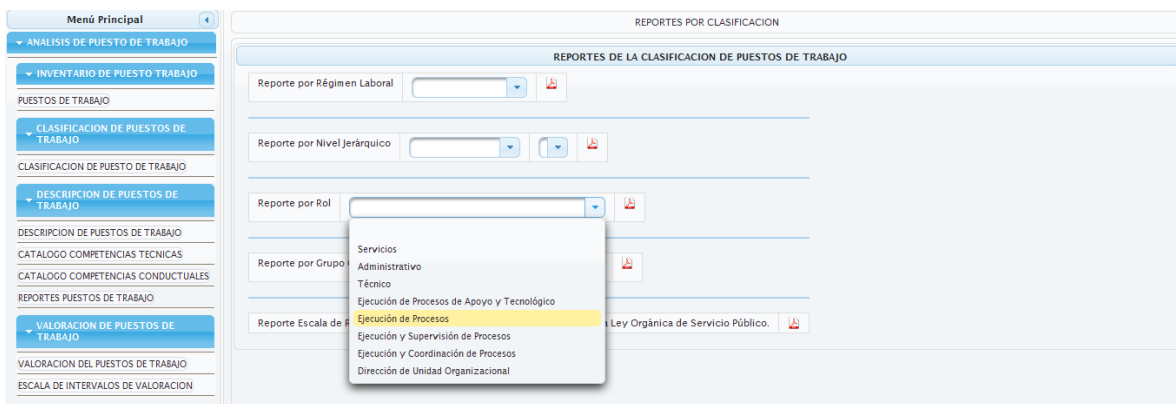 Menú Principal
ANALISIS DE PUESTO DE TRABAJO
INVENTARIO DE PUESTO TRABAJO
PUESTOS DE TRABAJO
CLASIFICACION DE PUESTOS DE
TRABAJO
CLASIFICACION DE PUESTO DE TRABAJO
DESCRIPCION DE PUESTOS DE
TRABAJO
DESCRIPCION DE PUESTOS DE TRABAJO
CATALOGO COMPETENCIAS TECNICAS
CATALOGO COMPETENCIAS CONDUCTUALES
REPORTES PUESTOS DE TRABAJO
VALORACION DE PUESTOS DE
TRABAJO
VALORACION DEL PUESTOS DE TRABAJO
ESCALA DE INTERVALOS DE VALORACION
REPORTES POR CLASIFICACION
REPORTES DE LA CLASIFICACION DE PUESTOS DE TRABAJO
Reporte por Régimen Laboral
Reporte por Nivel Jerárquico
Reporte por Rol
Servicios
Administrativo
Técnico
Ejecución de Procesos de Apoyo y Tecnológico
Ejecución de Procesos
Ejecución y Supervisión de Procesos
Ejecución y Coordinación de Procesos
Dirección de Unidad Organizacional
Reporte por Grupo
Reporte Escala de
Ley Orgánica de Servicio Público.